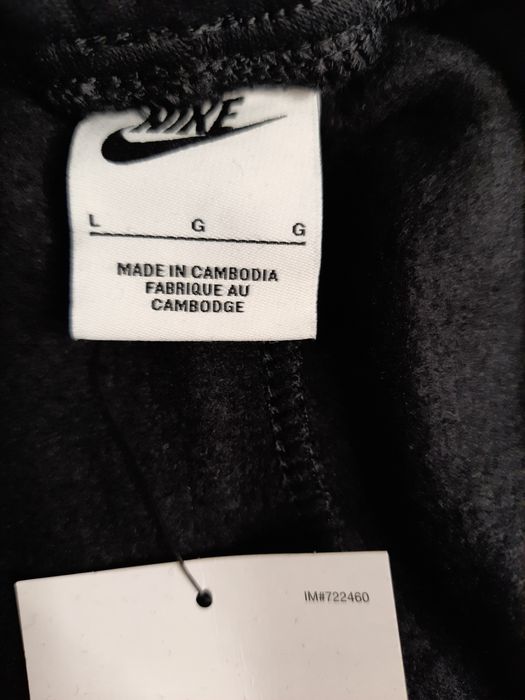 NIKE
L G G
MADE IN CAMBODIA
FABRIQUE AU
CAMBODGE
IM#722460